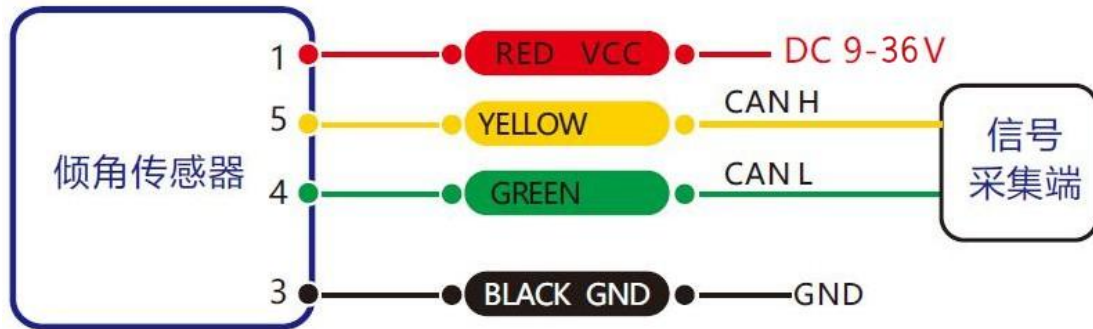 倾角传感器
1 RED VCC DC 9-36V
5 YELLOW CAN H
4 GREEN CAN L
3 BLACK GND GND
信号
采集端